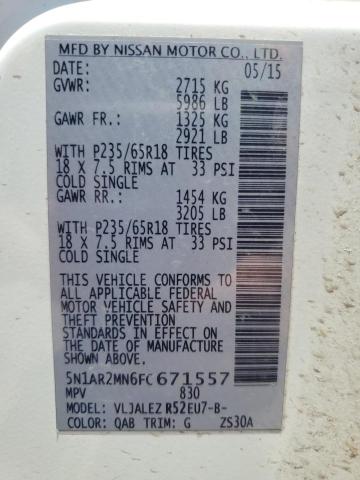 MFD BY NISSAN MOTOR CO., LTD.
DATE: 05/15
GVWR: 2715 KG
5986 LB
GAWR FR.: 1325 KG
2921 LB
WITH P235/65R18 TIRES
18 X 7.5 RIMS AT 33 PSI
COLD SINGLE
GAWR RR.: 1454 KG
3205 LB
WITH P235/65R18 TIRES
18 X 7.5 RIMS AT 33 PSI
COLD SINGLE
THIS VEHICLE CONFORMS TO
ALL APPLICABLE FEDERAL
MOTOR VEHICLE SAFETY AND
THEFT PREVENTION
STANDARDS IN EFFECT ON
THE DATE OF MANUFACTURE
SHOWN ABOVE.
5N1AR2MN6FC671557
MPV 830
MODEL: VLJALEZ R52EU7-B-
COLOR: QAB TRIM: G ZS30A